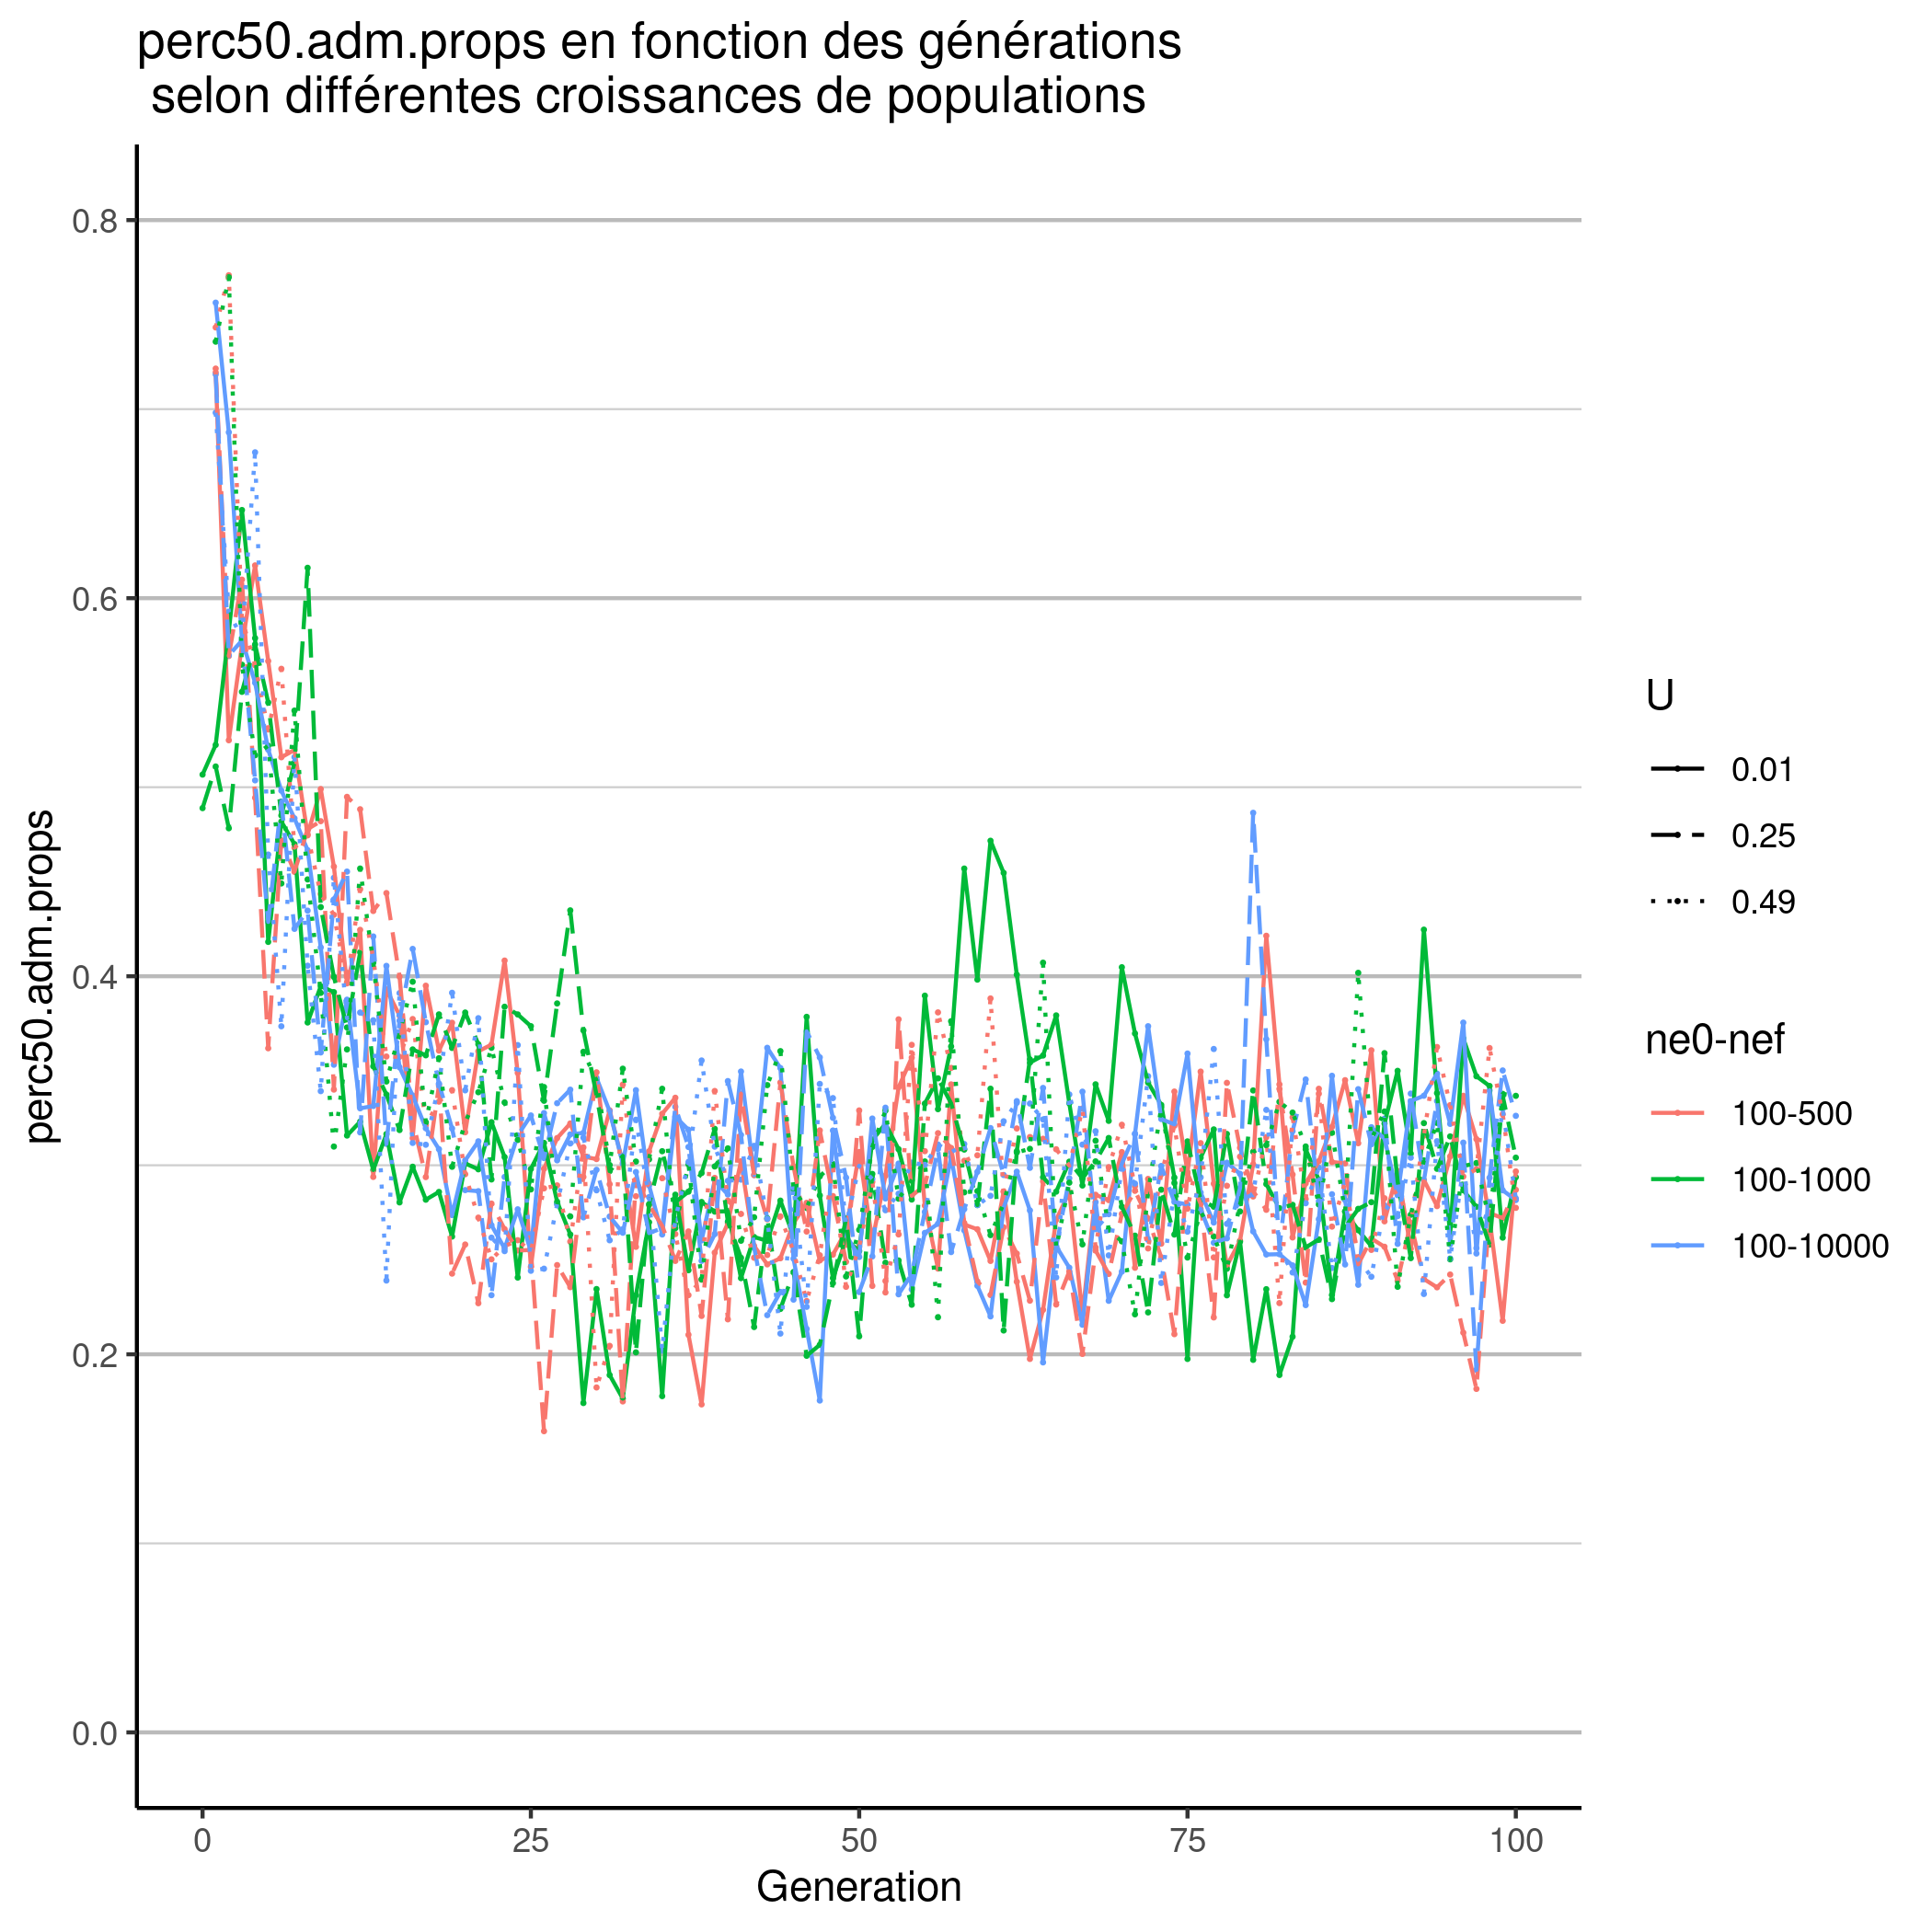 perc50.adm.props en fonction des générations
selon différentes croissances de populations
perc50.adm.props
0.8
0.6
0.4
0.2
0.0
0
25
50
75
100
Generation
U
0.01
0.25
0.49
ne0-nef
100-500
100-1000
100-10000